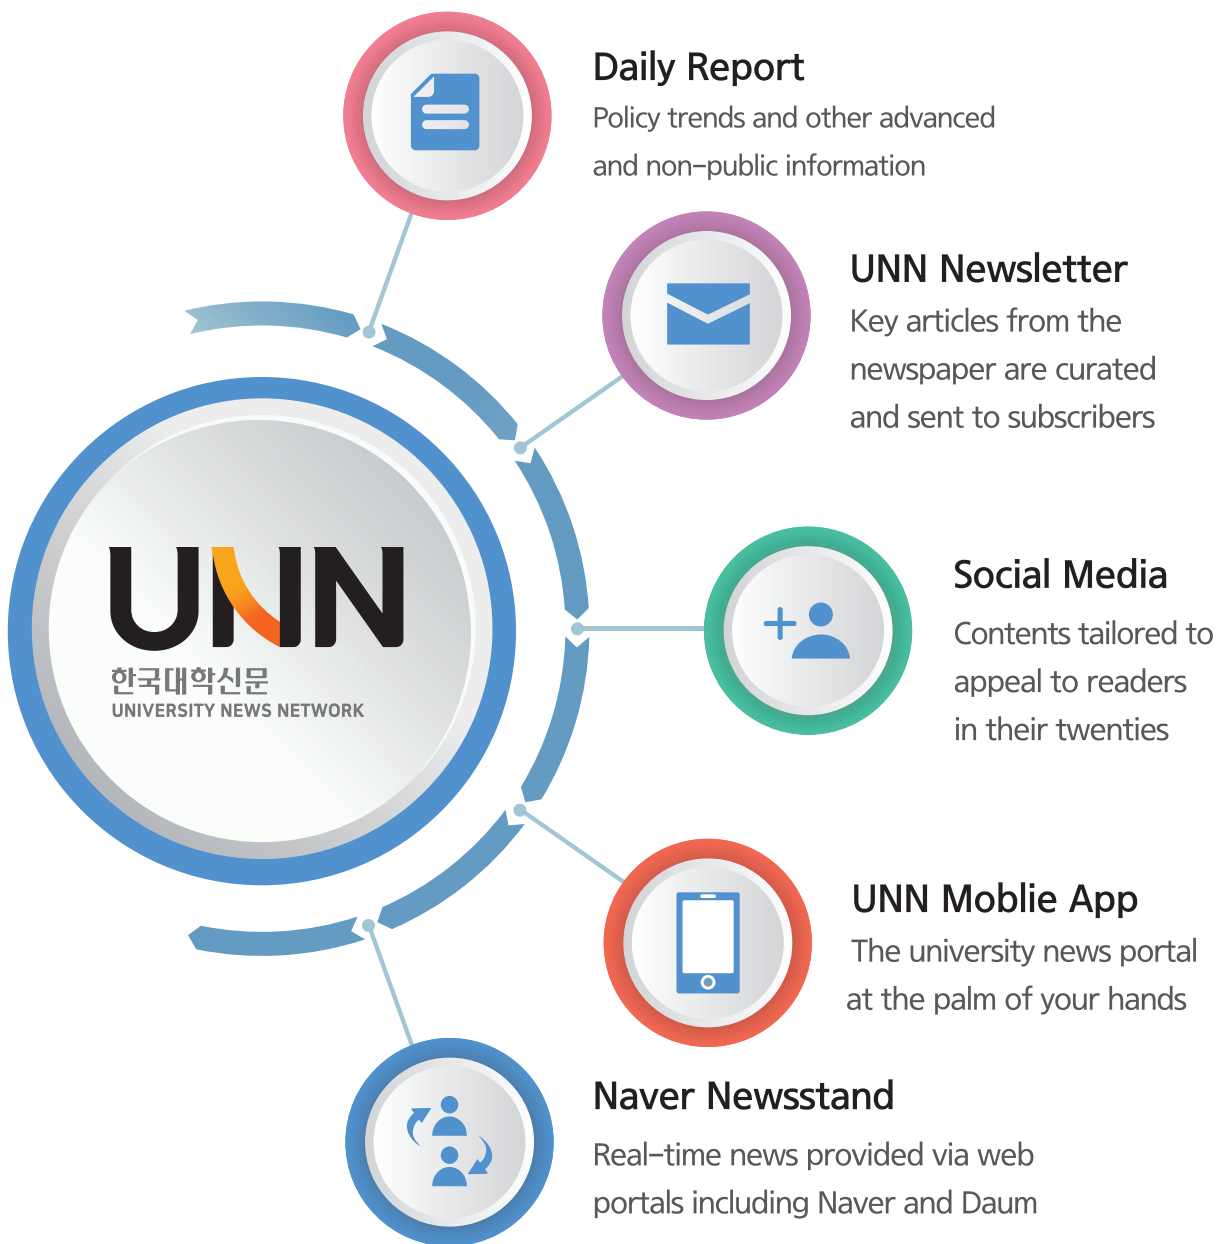 Daily Report
Policy trends and other advanced
and non-public information
UNN Newsletter
Key articles from the
newspaper are curated
and sent to subscribers
UNN
한국대학신문
UNIVERSITY NEWS NETWORK
Social Media
Contents tailored to
appeal to readers
in their twenties
UNN Moblie App
The university news portal
at the palm of your hands
Naver Newsstand
Real-time news provided via web
portals including Naver and Daum